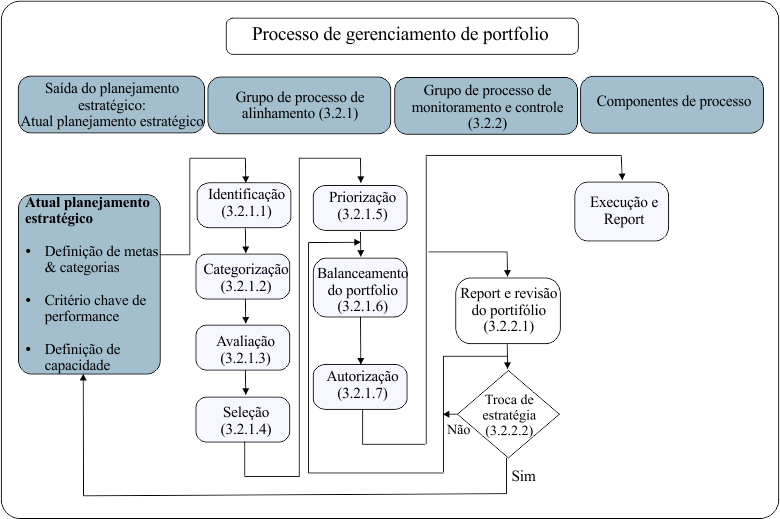 Processo de gerenciamento de portfolio
Saída do planejamento
estratégico:
Atual planejamento estratégico
Grupo de processo de
alinhamento (3.2.1)
Grupo de processo de
monitoramento e controle
(3.2.2)
Componentes de processo
Atual planejamento
estratégico
• Definição de metas
& categorias
• Critério chave de
performance
• Definição de
capacidade
Identificação
(3.2.1.1)
Categorização
(3.2.1.2)
Avaliação
(3.2.1.3)
Seleção
(3.2.1.4)
Priorização
(3.2.1.5)
Balanceamento
do portfolio
(3.2.1.6)
Autorização
(3.2.1.7)
Execução e
Report
Report e revisão
do portifólio
(3.2.2.1)
Troca de
estratégia
(3.2.2.2)
Não
Sim